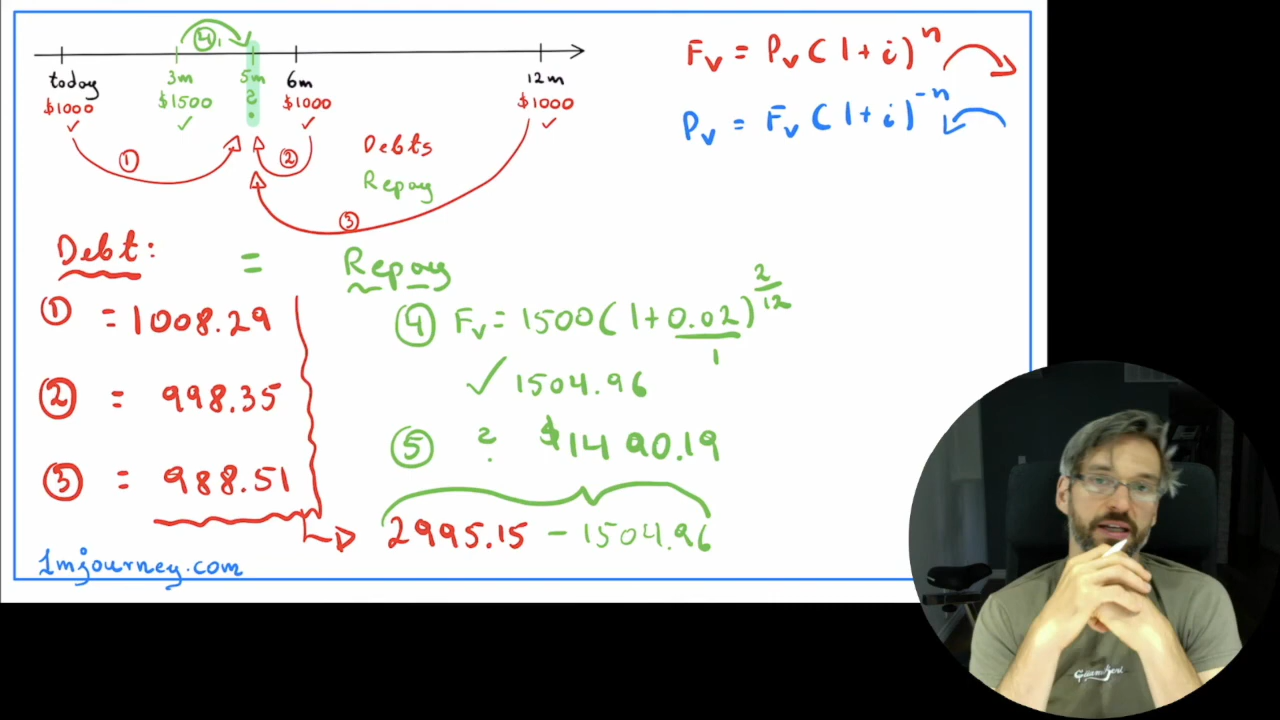 4
today 3m 5m 6m 12m
$1000 $1500 ? $1000 $1000
✓ ✓ ✓ ✓
1 2 3
Debts
Repay
Fv = Pv (1+i)^n
Pv = Fv (1+i)^-n
Debt: = Repay
① = 1008.29
② = 998.35
③ = 988.51
④ Fv = 1500 (1+ 0.02/1)^2/12
✓ 1504.96
⑤ ? $1490.19
2995.15 - 1504.96
1mjourney.com